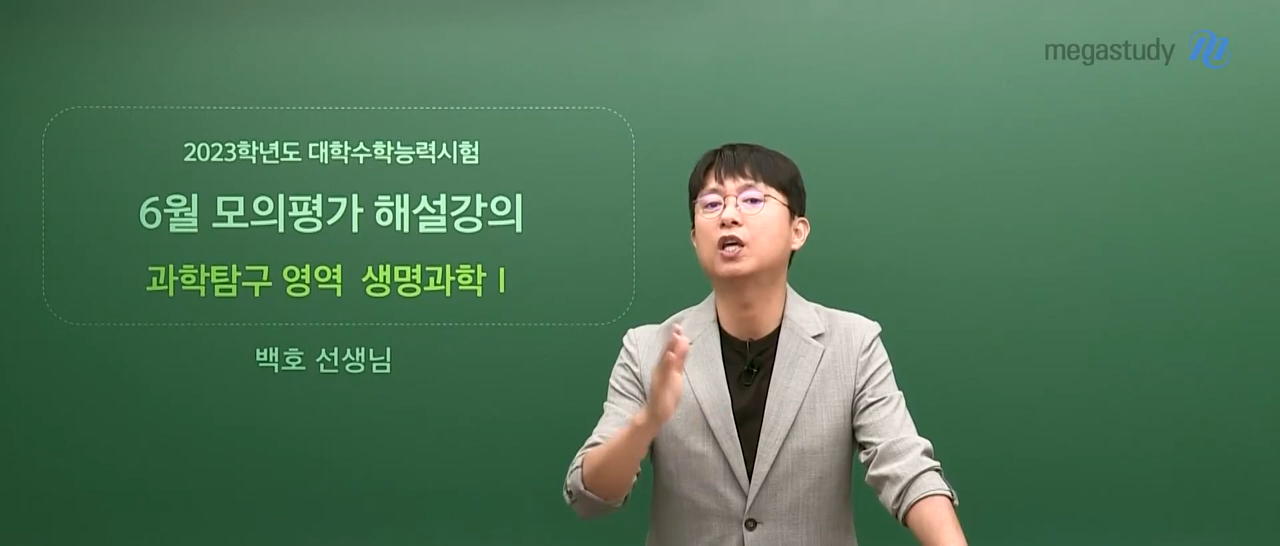 megastudy
2023학년도 대학수학능력시험
6월 모의평가 해설강의
과학탐구 영역 생명과학 I
백호 선생님